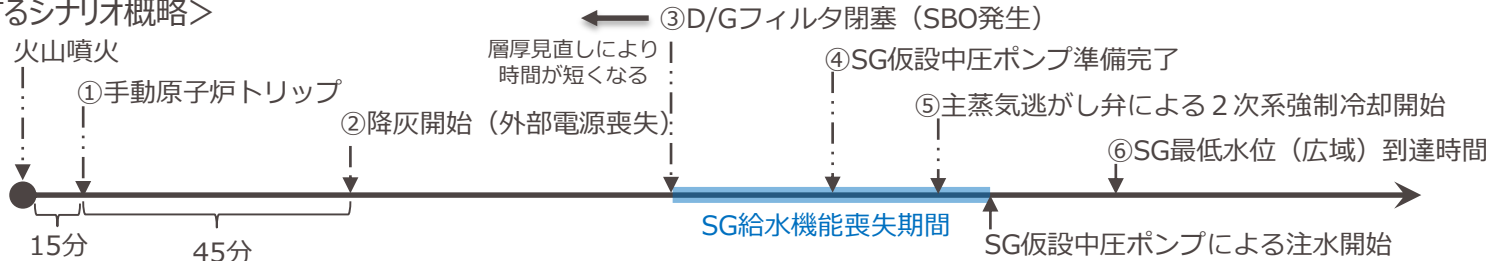 るシナリオ概略>
火山噴火
①手動原子炉トリップ
②降灰開始（外部電源喪失）
層厚見直しにより
時間が短くなる
③D/Gフィルタ閉塞（SBO発生）
④SG仮設中圧ポンプ準備完了
⑤主蒸気逃がし弁による２次系強制冷却開始
⑥SG最低水位（広域）到達時間
15分
45分
SG給水機能喪失期間
SG仮設中圧ポンプによる注水開始